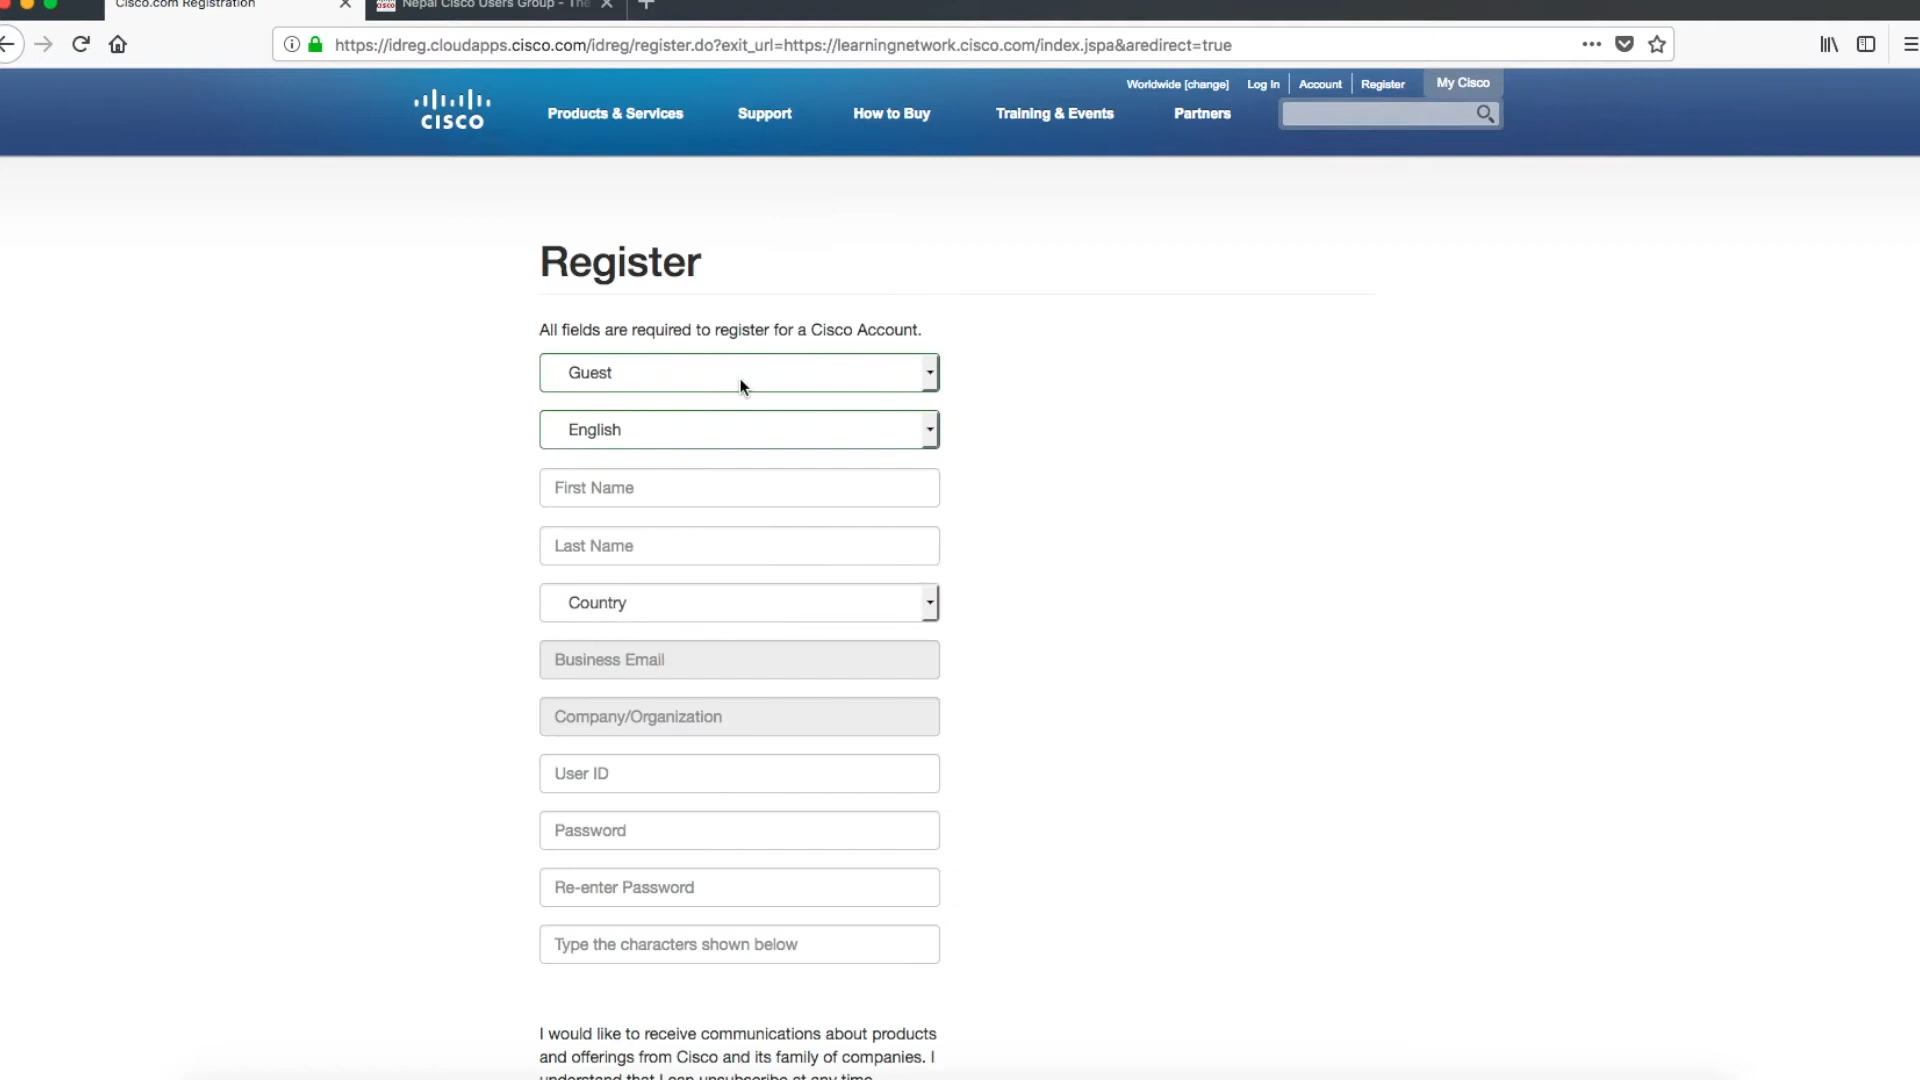 Cisco.com Registration
Nepal Cisco Users Group - The
https://idreg.cloudapps.cisco.com/idreg/register.do?exit_url=https://learningnetwork.cisco.com/index.jspa&aredirect=true
Worldwide [change] Log In Account Register My Cisco
CISCO
Products & Services Support How to Buy Training & Events Partners
Register
All fields are required to register for a Cisco Account.
Guest
English
First Name
Last Name
Country
Business Email
Company/Organization
User ID
Password
Re-enter Password
Type the characters shown below
I would like to receive communications about products
and offerings from Cisco and its family of companies. I
understand that I can unsubscribe at any time.